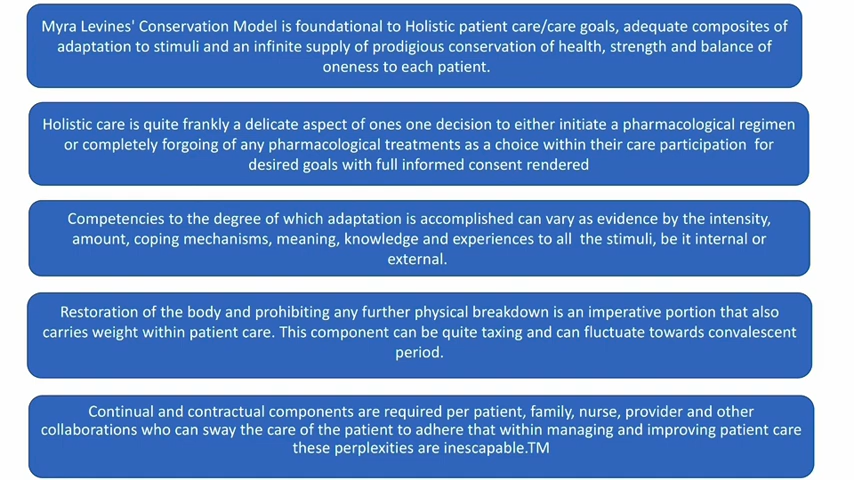 Myra Levines' Conservation Model is foundational to Holistic patient care/care goals, adequate composites of
adaptation to stimuli and an infinite supply of prodigious conservation of health, strength and balance of
oneness to each patient.
Holistic care is quite frankly a delicate aspect of ones one decision to either initiate a pharmacological regimen
or completely forgoing of any pharmacological treatments as a choice within their care participation for
desired goals with full informed consent rendered
Competencies to the degree of which adaptation is accomplished can vary as evidence by the intensity,
amount, coping mechanisms, meaning, knowledge and experiences to all the stimuli, be it internal or
external.
Restoration of the body and prohibiting any further physical breakdown is an imperative portion that also
carries weight within patient care. This component can be quite taxing and can fluctuate towards convalescent
period.
Continual and contractual components are required per patient, family, nurse, provider and other
collaborations who can sway the care of the patient to adhere that within managing and improving patient care
these perplexities are inescapable.TM